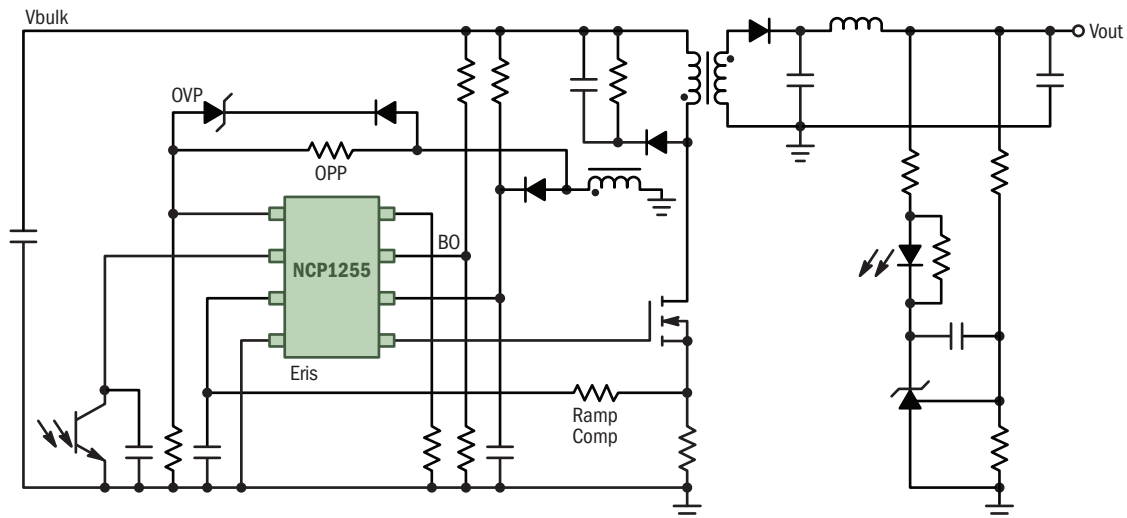 Vbulk
Vout
OVP
OPP
BO
NCP1255
Eris
Ramp
Comp